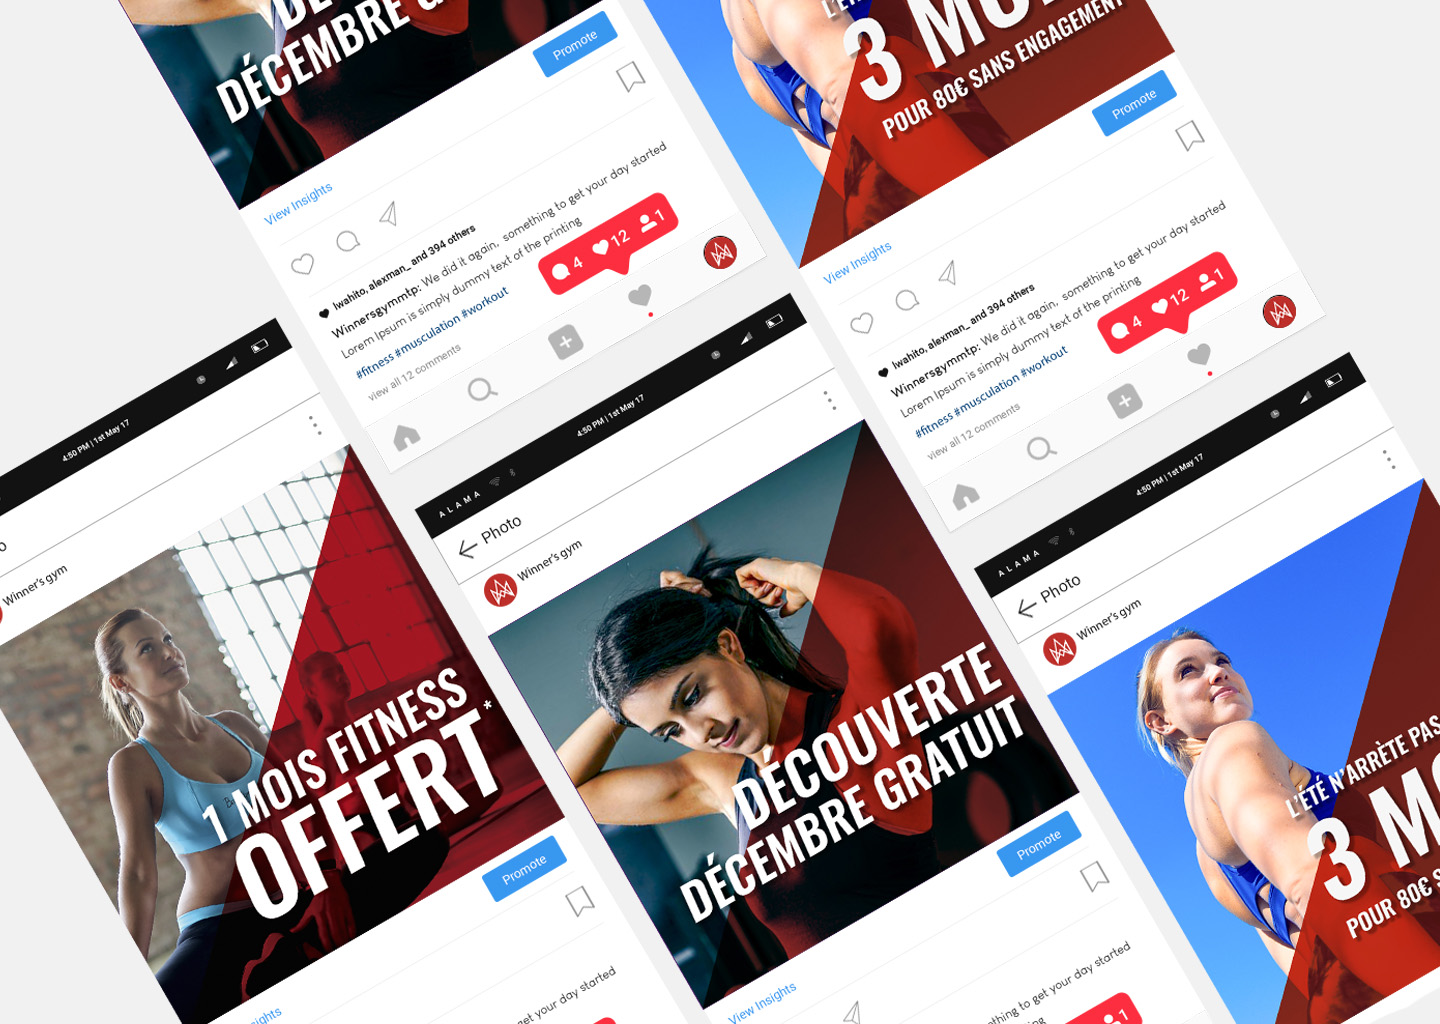 DÉCEMBRE
Promote
View Insights
lwahito, alexman_ and 394 others
Winnersgymmtp: We did it again, something to get your day started
Lorem Ipsum is simply dummy text of the printing
#fitness #musculation #workout
view all 12 comments
4
12
1
3 MOIS
POUR 80€ SANS ENGAGEMENT
Promote
View Insights
lwahito, alexman_ and 394 others
Winnersgymmtp: We did it again, something to get your day started
Lorem Ipsum is simply dummy text of the printing
#fitness #musculation #workout
view all 12 comments
4
12
1
4:50 PM | 1st May 17
Winner's gym
1 MOIS FITNESS
OFFERT*
Promote
get your day started
ALAMA
4:50 PM | 1st May 17
Photo
Winner's gym
DÉCOUVERTE
DÉCEMBRE GRATUIT
Promote
View Insights
to get your day started
printing
1
ALAMA
4:50 PM | 1st May 17
Photo
Winner's gym
L'ÉTÉ N'ARRÈTE PAS
3 M
POUR 80€ S